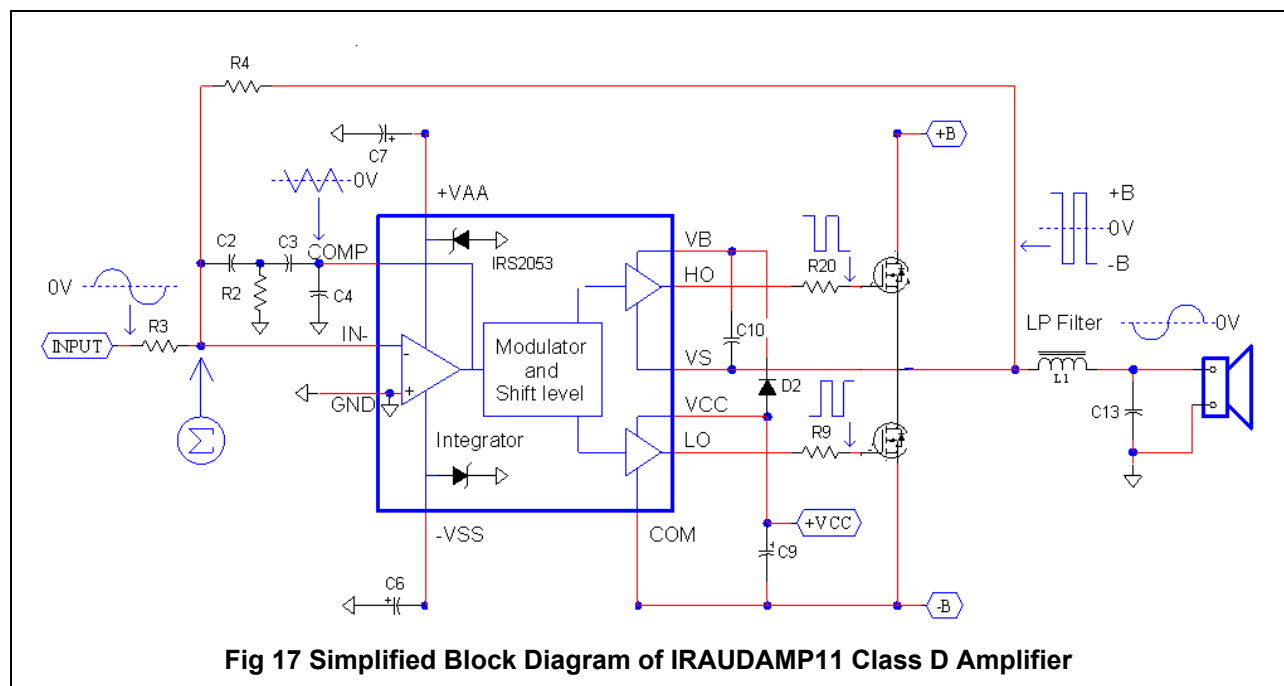 R4
C7
+B
0V
+VAA
+B
0V
-B
C2
C3
COMP
IRS2053
VB
HO
R20
0V
R2
C4
LP Filter
0V
R3
INPUT
IN-
-
+
GND
Modulator
and
Shift level
C10
VS
D2
L1
VCC
LO
R9
C13
Σ
Integrator
-VSS
COM
+VCC
C9
C6
-B
Fig 17 Simplified Block Diagram of IRAUDAMP11 Class D Amplifier